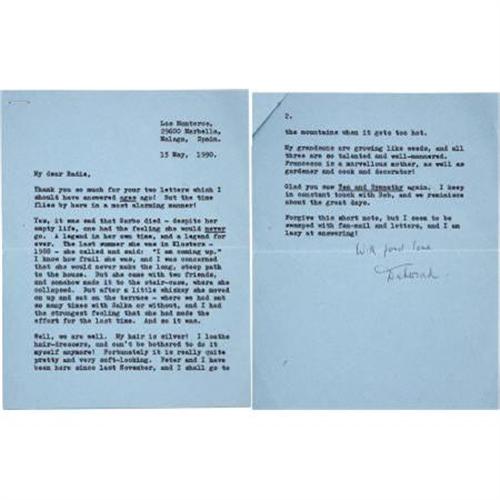 Los Monteros,
29600 Marbella,
Malaga, Spain.
13 May, 1990.
My dear Radie,
Thank you so much for your two letters which I
should have answered ages ago! But the time
flies by here in a most alarming manner!
Yes, it was sad that Garbo died - despite her
empty life, one had the feeling she would never
go. A legend in her own time, and a legend for
ever. The last summer she was in Klosters -
1988 - she called and said: "I am coming up."
I know how frail she was, and I was concerned
that she would never make the long, steep path
to the house. But she came with two friends,
and somehow made it to the stair-case, where she
collapsed. But after a little whiskey she moved
on up and sat on the terrace - where we had sat
so many times with Salka or without, and I had
the strongest feeling that she had made the
effort for the last time. And so it was.
Well, we are well. My hair is silver! I loathe
hair-dressers, and can't be bothered to do it
myself anymore! Fortunately it is really quite
pretty and very soft-looking. Peter and I have
been here since last November, and I shall go to
2.
the mountains when it gets too hot.
My grandsons are growing like weeds, and all
three are so talented and well-mannered.
Francesca is a marvellous mother, as well as
gardener and cook and decorator!
Glad you saw Tea and Sympathy again. I keep
in constant touch with Bob, and we reminisce
about the great days.
Forgive this short note, but I seem to be
swamped with fan-mail and letters, and I am
lazy at answering!
With fond love
Deborah